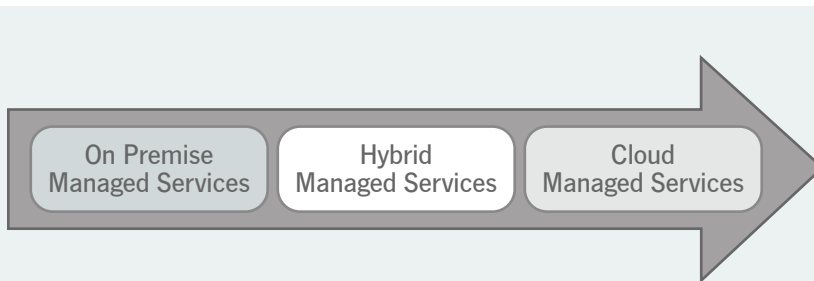 On Premise
Managed Services
Hybrid
Managed Services
Cloud
Managed Services